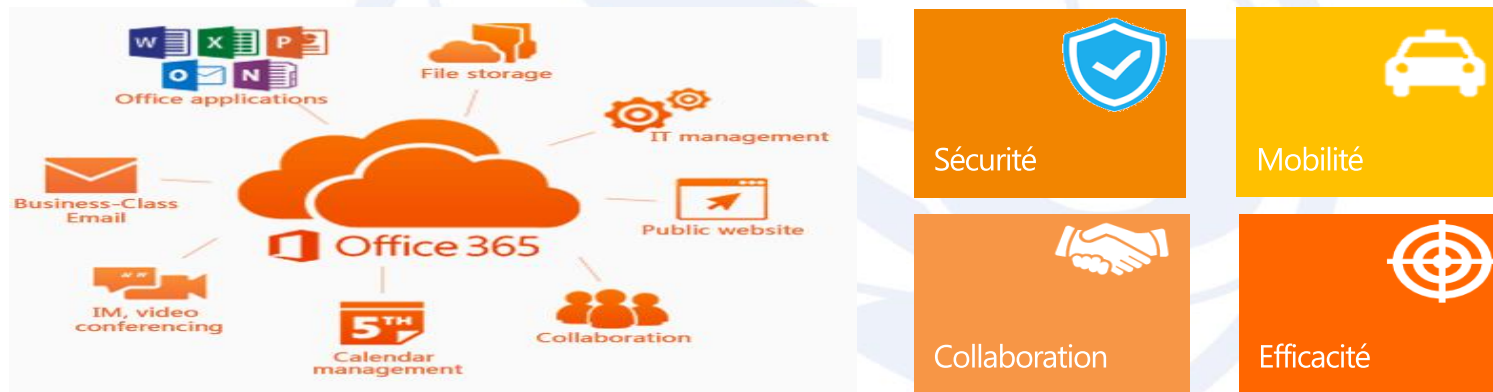 W X P
O N
Office applications
File storage
IT management
Business-Class
Email
Public website
Office 365
IM, video
conferencing
5TH
Calendar
management
Collaboration
Sécurité
Mobilité
Collaboration
Efficacité